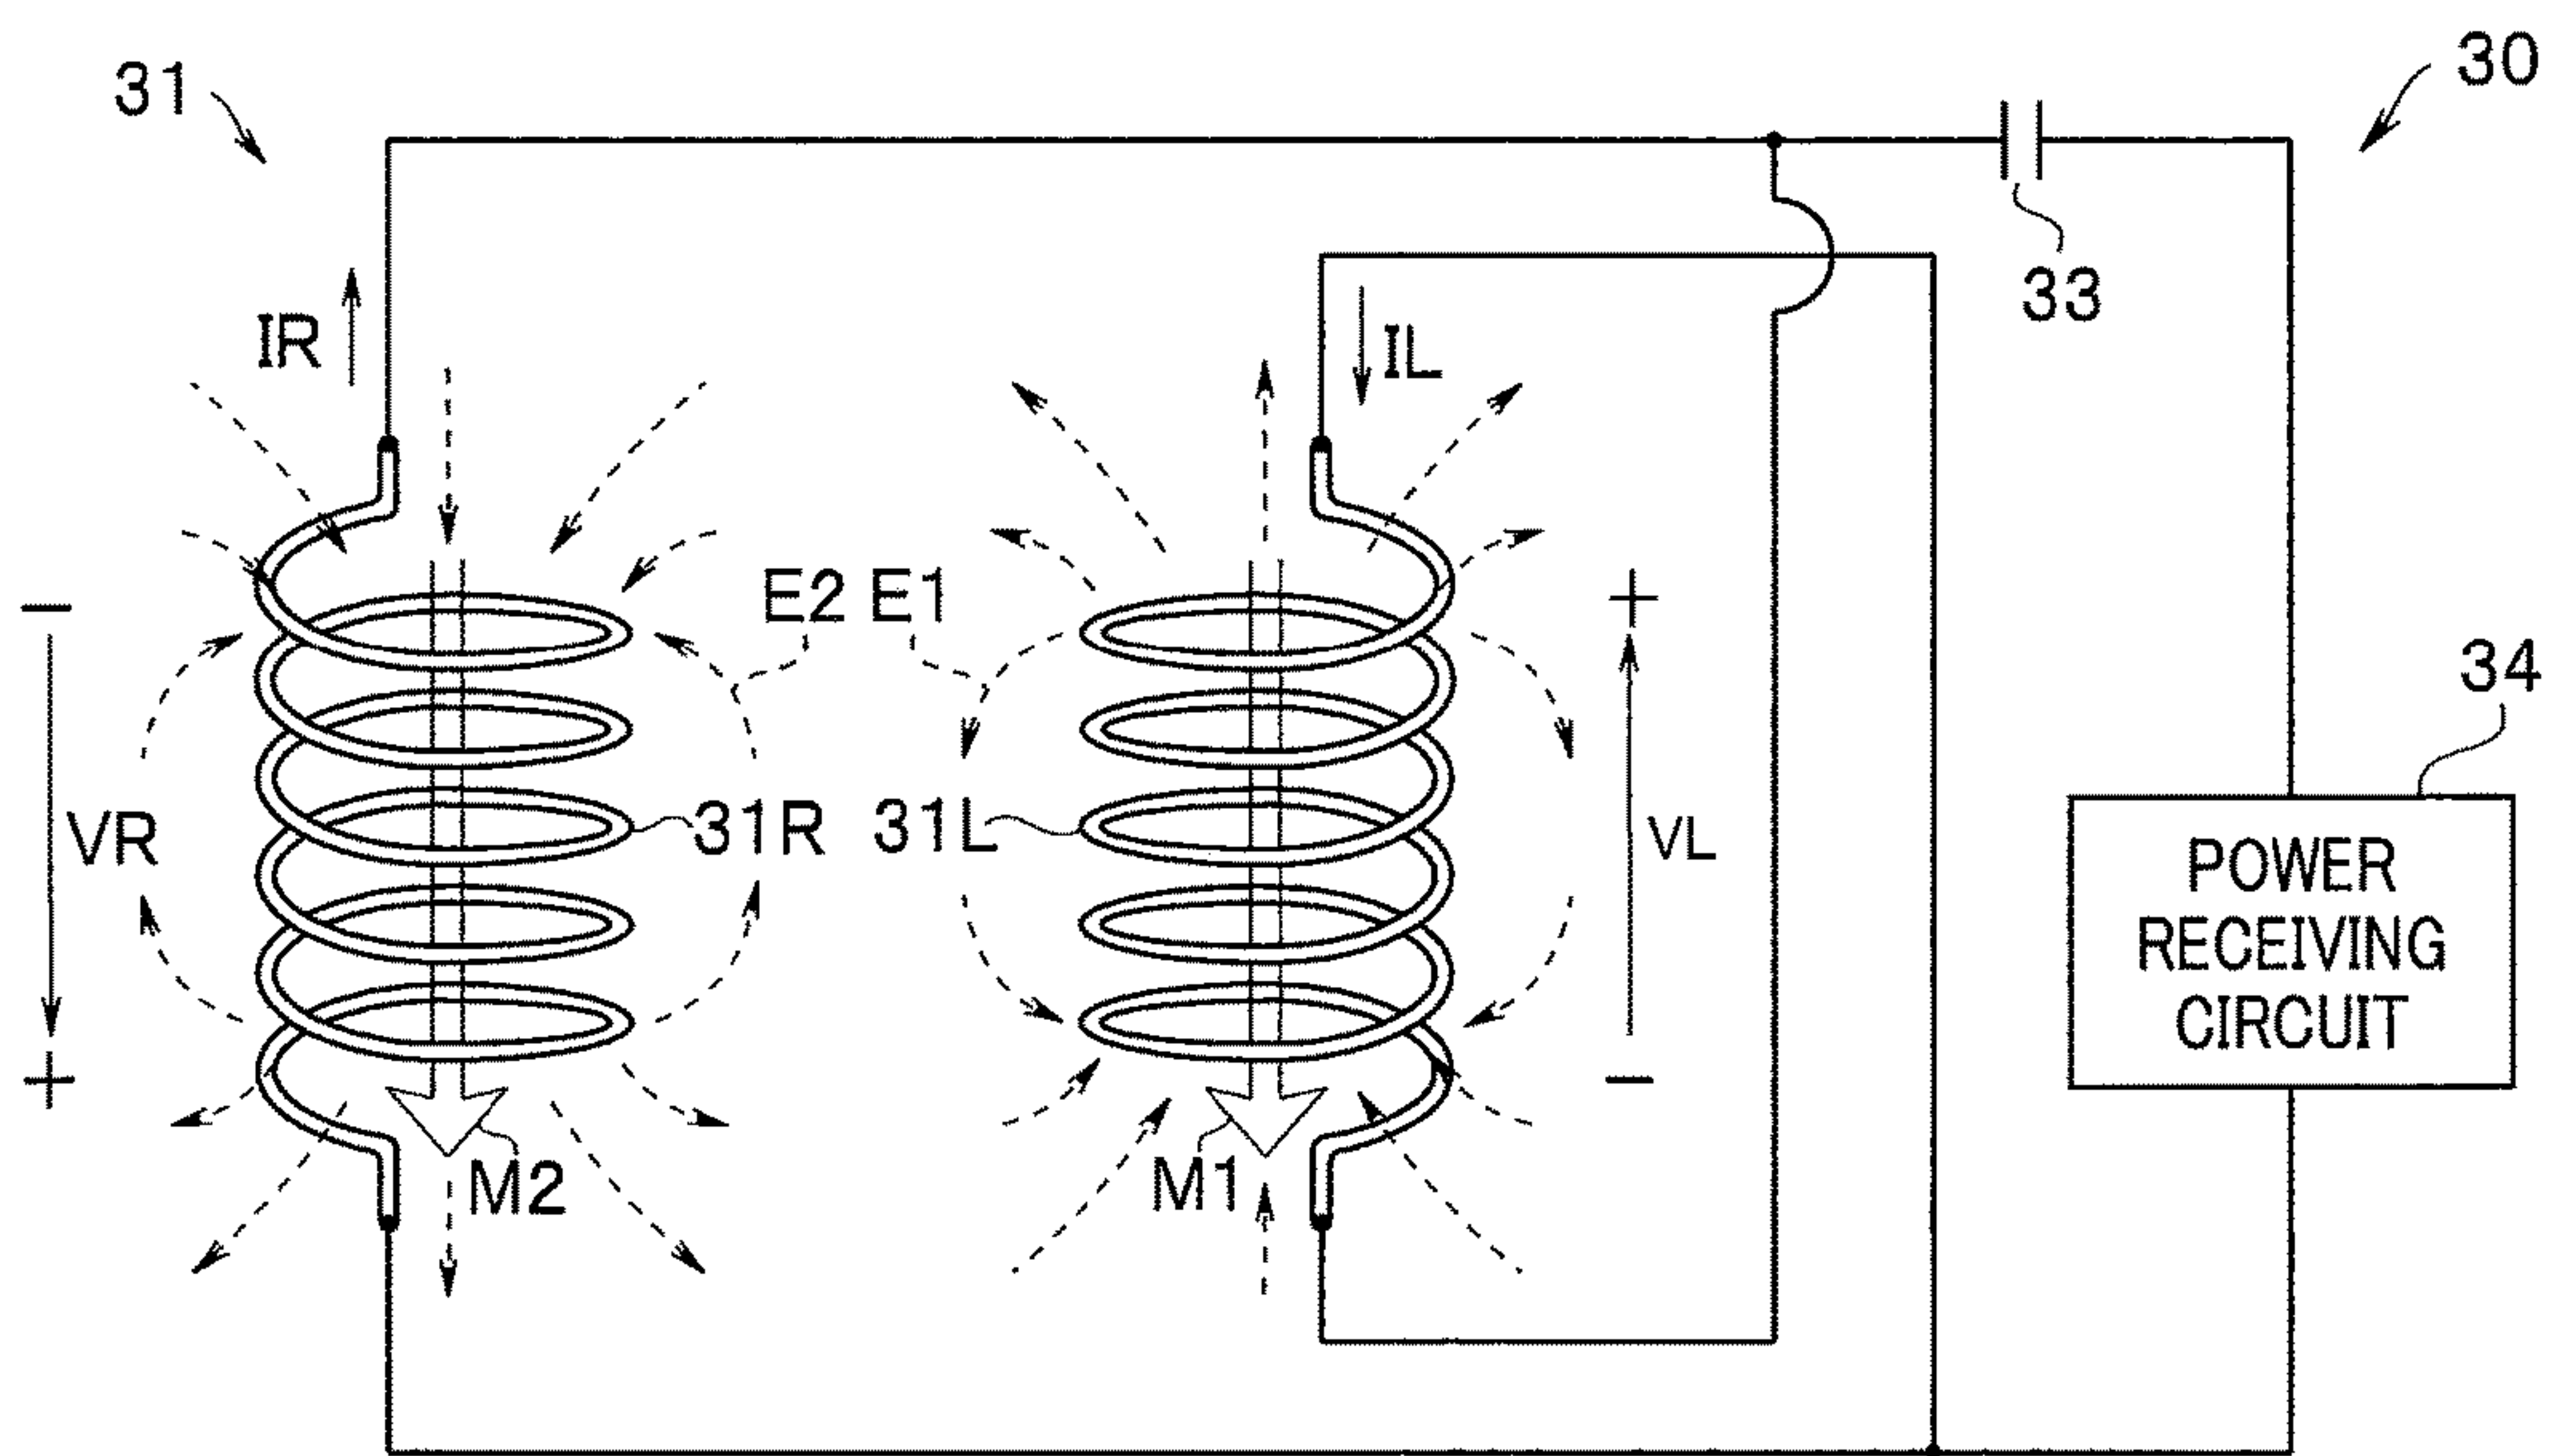 31
30
33
IR
IL
−
E2
E1
+
34
VR
31R
31L
VL
POWER
RECEIVING
CIRCUIT
+
−
M2
M1